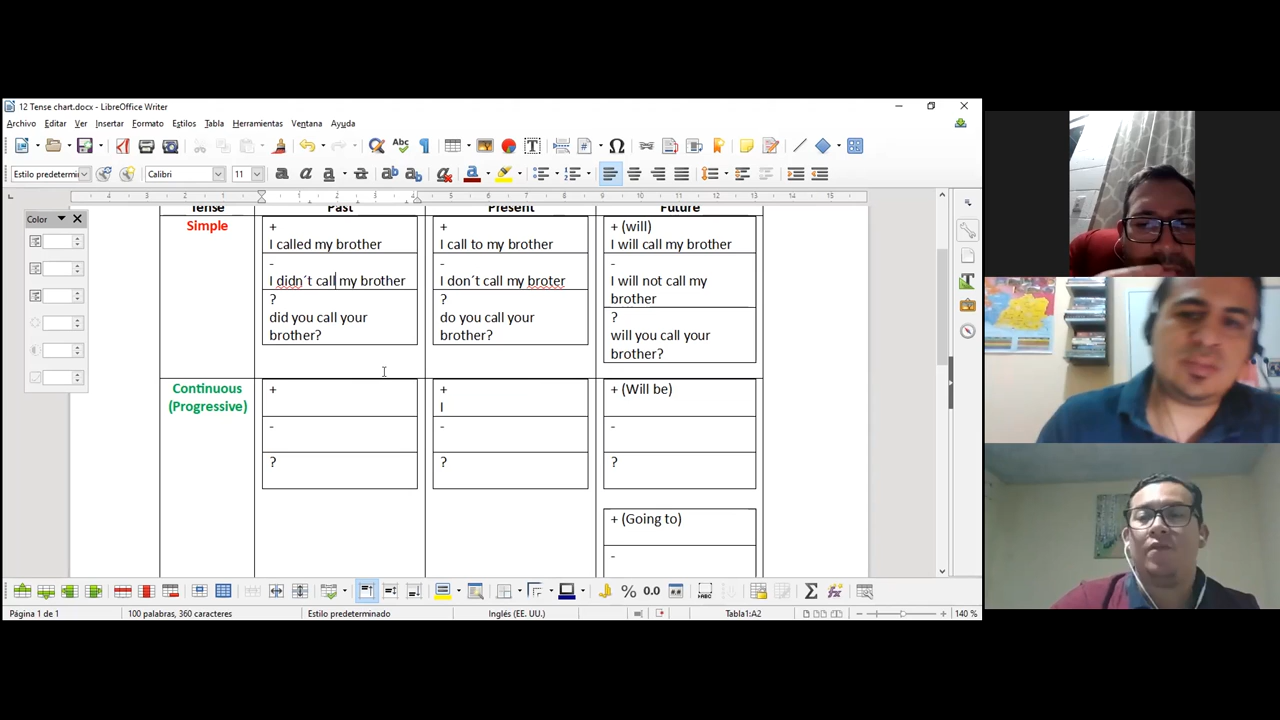 12 Tense chart.docx - LibreOffice Writer
Archivo Editar Ver Insertar Formato Estilos Tabla Herramientas Ventana Ayuda
Estilo predetermi Calibri 11
Color
Tense Past Present Future
Simple
+
I called my brother
-
I didn´t call my brother
?
did you call your
brother?
+
I call to my brother
-
I don´t call my broter
?
do you call your
brother?
+ (will)
I will call my brother
-
I will not call my
brother
?
will you call your
brother?
Continuous
(Progressive)
+
-
?
+
I
-
?
+ (Will be)
-
?
+ (Going to)
-
Página 1 de 1 100 palabras, 360 caracteres Estilo predeterminado Inglés (EE. UU.) Tabla1:A2 140 %